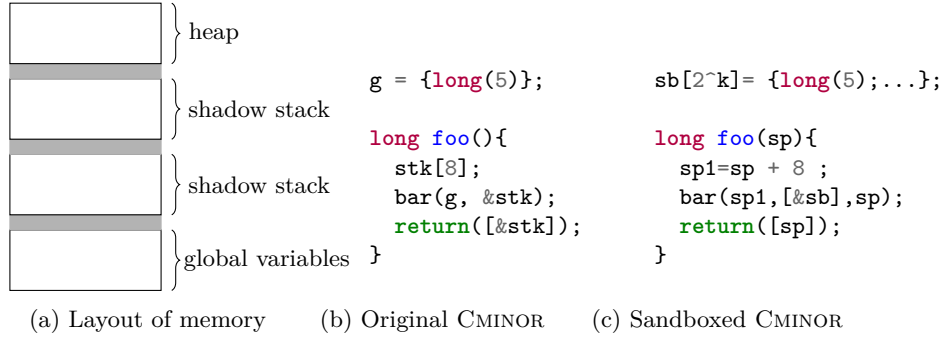 heap
shadow stack
shadow stack
global variables
(a) Layout of memory
g = {long(5)};
long foo(){
stk[8];
bar(g, &stk);
return([&stk]);
}
(b) Original CMINOR
sb[2^k]= {long(5);...};
long foo(sp){
sp1=sp + 8 ;
bar(sp1,[&sb],sp);
return([sp]);
}
(c) Sandboxed CMINOR